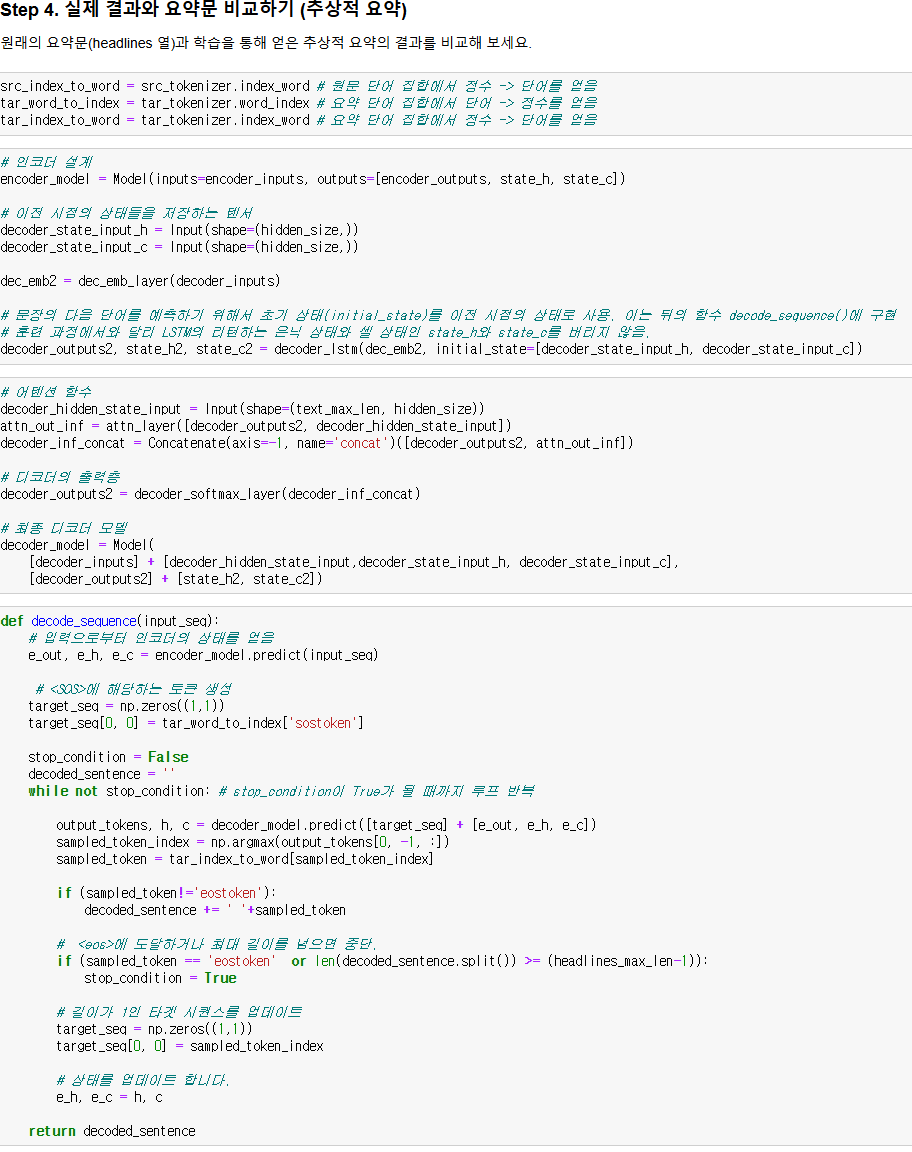 Step 4. 실제 결과와 요약문 비교하기 (추상적 요약)
원래의 요약문(headlines 열)과 학습을 통해 얻은 추상적 요약의 결과를 비교해 보세요.
src_index_to_word = src_tokenizer.index_word # 원문 단어 집합에서 정수 -> 단어를 얻음
tar_word_to_index = tar_tokenizer.word_index # 요약 단어 집합에서 단어 -> 정수를 얻음
tar_index_to_word = tar_tokenizer.index_word # 요약 단어 집합에서 정수 -> 단어를 얻음
# 인코더 설계
encoder_model = Model(inputs=encoder_inputs, outputs=[encoder_outputs, state_h, state_c])
# 이전 시점의 상태들을 저장하는 텐서
decoder_state_input_h = Input(shape=(hidden_size,))
decoder_state_input_c = Input(shape=(hidden_size,))
dec_emb2 = dec_emb_layer(decoder_inputs)
# 문장의 다음 단어를 예측하기 위해서 초기 상태(initial_state)를 이전 시점의 상태로 사용. 이는 뒤의 함수 decode_sequence()에 구현
# 훈련 과정에서와 달리 LSTM의 리턴하는 은닉 상태와 셀 상태인 state_h와 state_c를 버리지 않음.
decoder_outputs2, state_h2, state_c2 = decoder_lstm(dec_emb2, initial_state=[decoder_state_input_h, decoder_state_input_c])
# 어텐션 함수
decoder_hidden_state_input = Input(shape=(text_max_len, hidden_size))
attn_out_inf = attn_layer([decoder_outputs2, decoder_hidden_state_input])
decoder_inf_concat = Concatenate(axis=-1, name='concat')([decoder_outputs2, attn_out_inf])
# 디코더의 출력층
decoder_outputs2 = decoder_softmax_layer(decoder_inf_concat)
# 최종 디코더 모델
decoder_model = Model(
    [decoder_inputs] + [decoder_hidden_state_input,decoder_state_input_h, decoder_state_input_c],
    [decoder_outputs2] + [state_h2, state_c2])
def decode_sequence(input_seq):
    # 입력으로부터 인코더의 상태를 얻음
    e_out, e_h, e_c = encoder_model.predict(input_seq)
     # <SOS>에 해당하는 토큰 생성
    target_seq = np.zeros((1,1))
    target_seq[0, 0] = tar_word_to_index['sostoken']
    stop_condition = False
    decoded_sentence = ''
    while not stop_condition: # stop_condition이 True가 될 때까지 루프 반복
        output_tokens, h, c = decoder_model.predict([target_seq] + [e_out, e_h, e_c])
        sampled_token_index = np.argmax(output_tokens[0, -1, :])
        sampled_token = tar_index_to_word[sampled_token_index]
        if (sampled_token!='eostoken'):
            decoded_sentence += ' '+sampled_token
        #  <eos>에 도달하거나 최대 길이를 넘으면 중단.
        if (sampled_token == 'eostoken'  or len(decoded_sentence.split()) >= (headlines_max_len-1)):
            stop_condition = True
        # 길이가 1인 타겟 시퀀스를 업데이트
        target_seq = np.zeros((1,1))
        target_seq[0, 0] = sampled_token_index
        # 상태를 업데이트 합니다.
        e_h, e_c = h, c
    return decoded_sentence